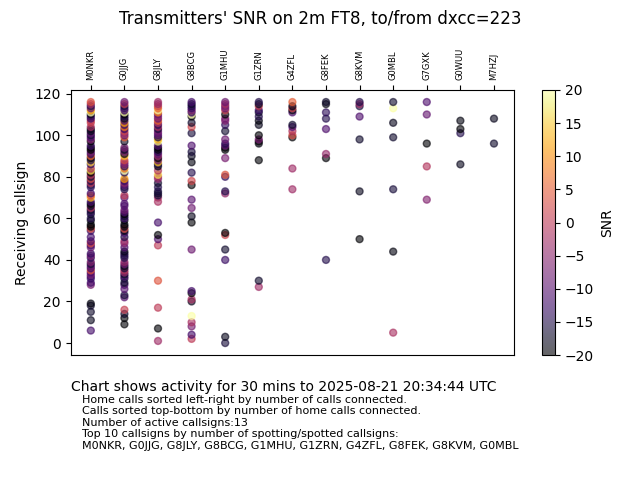 Transmitters' SNR on 2m FT8, to/from dxcc=223
M0NKR G0JJG G8JLY G8BCG G1MHU G1ZRN G4ZFL G8FEK G8KVM G0MBL G7GXK G0WUU M7HZJ
120
100
80
60
40
20
0
Receiving callsign
20
15
10
5
0
−5
−10
−15
−20
SNR
Chart shows activity for 30 mins to 2025-08-21 20:34:44 UTC
Home calls sorted left-right by number of calls connected.
Calls sorted top-bottom by number of home calls connected.
Number of active callsigns:13
Top 10 callsigns by number of spotting/spotted callsigns:
M0NKR, G0JJG, G8JLY, G8BCG, G1MHU, G1ZRN, G4ZFL, G8FEK, G8KVM, G0MBL